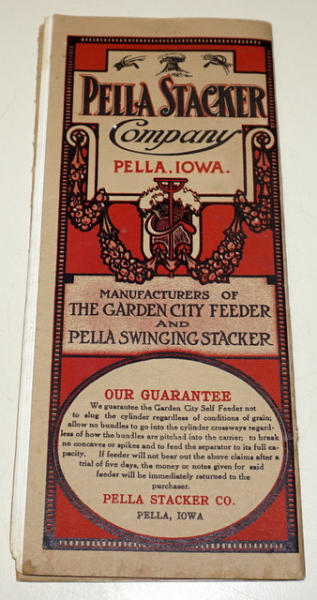 PELLA STACKER
Company
PELLA, IOWA.
MANUFACTURERS OF
THE GARDEN CITY FEEDER
AND
PELLA SWINGING STACKER
OUR GUARANTEE
We guarantee the Garden City Self Feeder not
to slug the cylinder regardless of conditions of grain;
allow no bundles to go into the cylinder crossways regard-
less of how the bundles are pitched into the carrier; to break
no concaves or spikes and to feed the separator to its full ca-
pacity. If feeder will not bear out the above claims after a
trial of five days, the money or notes given for said
feeder will be immediately returned to the
purchaser.
PELLA STACKER CO.
PELLA, IOWA